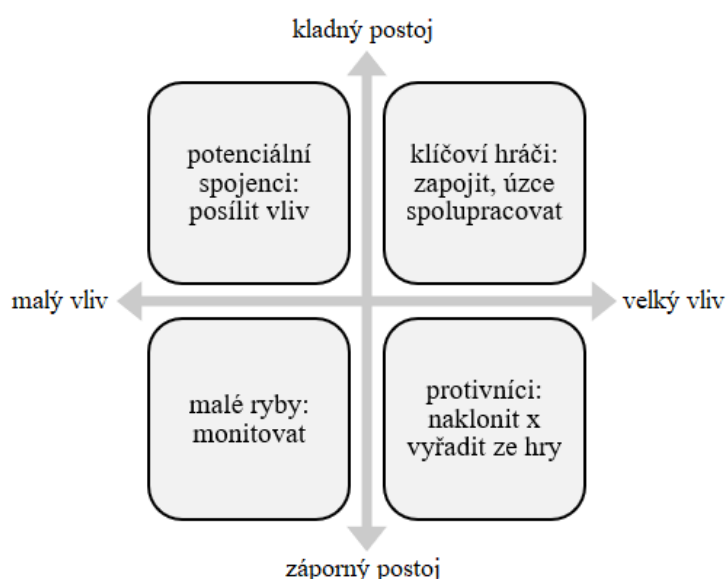 kladný postoj
potenciální
spojenci:
posílit vliv
klíčoví hráči:
zapojit, úzce
spolupracovat
malý vliv
velký vliv
malé ryby:
monitovat
protivníci:
naklonit x
vyřadit ze hry
záporný postoj